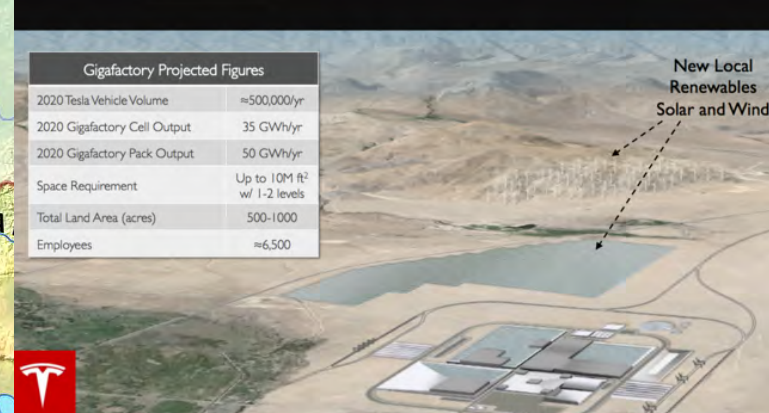 Gigafactory Projected Figures
2020 Tesla Vehicle Volume ≈500,000/yr
2020 Gigafactory Cell Output 35 GWh/yr
2020 Gigafactory Pack Output 50 GWh/yr
Space Requirement Up to 10M ft²
w/ 1-2 levels
Total Land Area (acres) 500-1000
Employees ≈6,500
New Local
Renewables
Solar and Wind